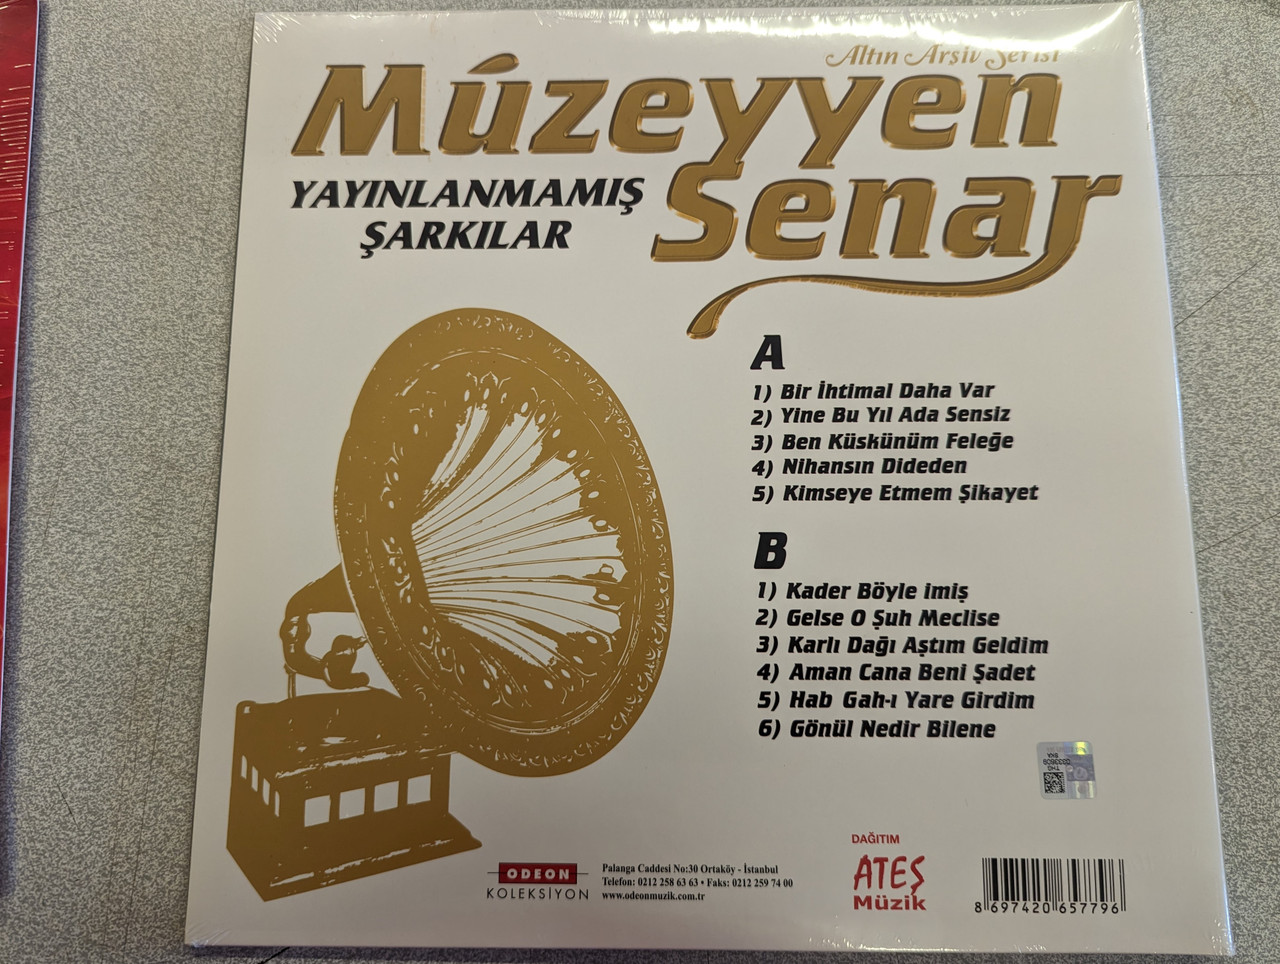 Altın Arşiv Serisi
Múzeyyen
Senar
YAYINLANMAMIŞ
ŞARKILAR
A
1) Bir İhtimal Daha Var
2) Yine Bu Yıl Ada Sensiz
3) Ben Küskünüm Feleğe
4) Nihansın Dideden
5) Kimseye Etmem Şikayet
B
1) Kader Böyle imiş
2) Gelse O Şuh Meclise
3) Karlı Dağı Aştım Geldim
4) Aman Cana Beni Şadet
5) Hab Gah-ı Yare Girdim
6) Gönül Nedir Bilene
THG
0333609
ODEON
KOLEKSİYON
Palanga Caddesi No:30 Ortaköy - İstanbul
Telefon: 0212 258 63 63 • Faks: 0212 259 74 00
www.odeonmuzik.com.tr
DAĞITIM
ATEŞ
Müzik
8 697420 657796